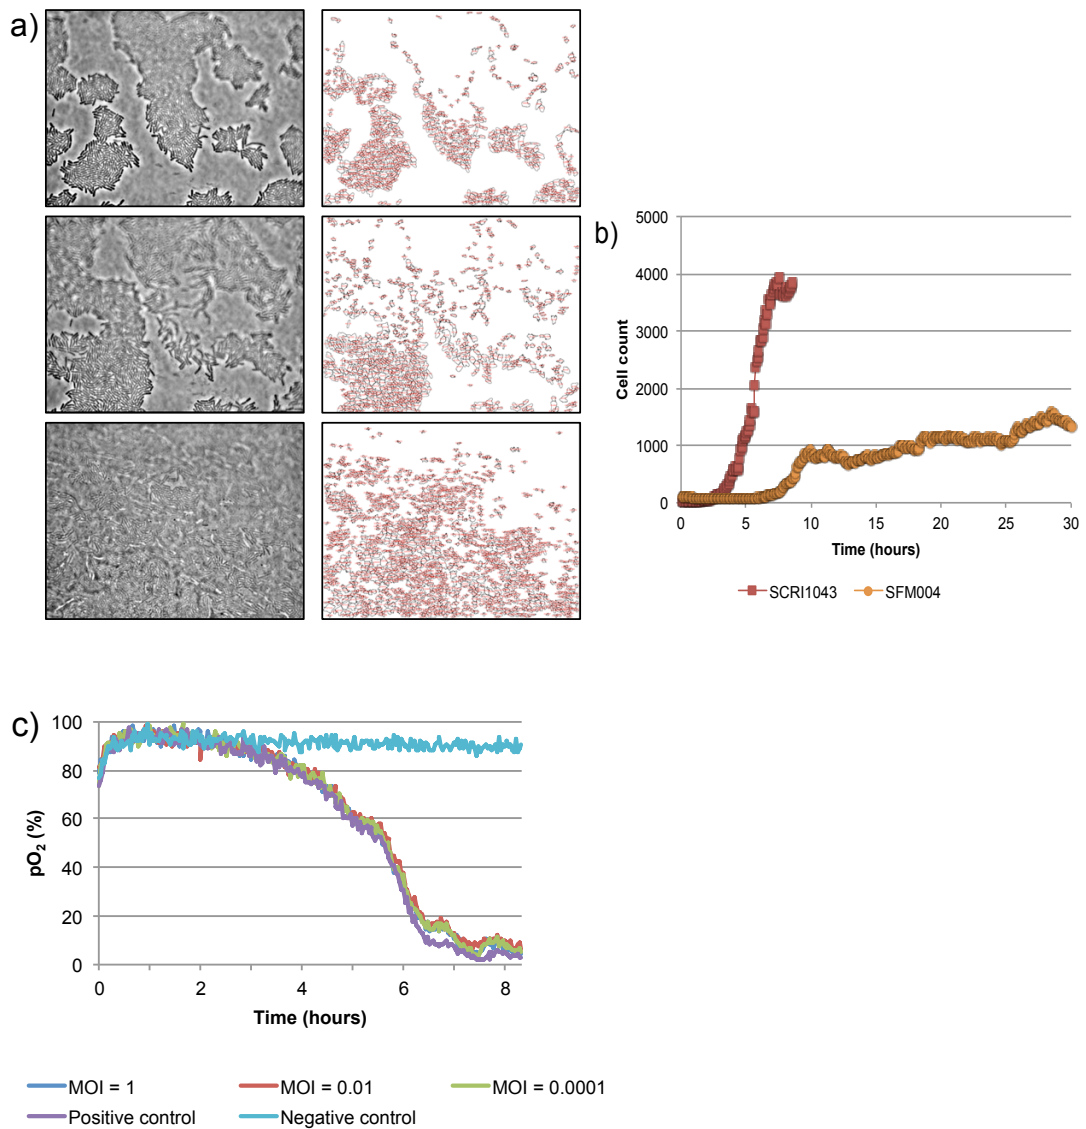 a)
b)
5000
4000
3000
2000
1000
0
Cell count
0 5 10 15 20 25 30
Time (hours)
SCRI1043 SFM004
c)
100
80
60
40
20
0
pO₂ (%)
0 2 4 6 8
Time (hours)
MOI = 1 MOI = 0.01 MOI = 0.0001
Positive control Negative control